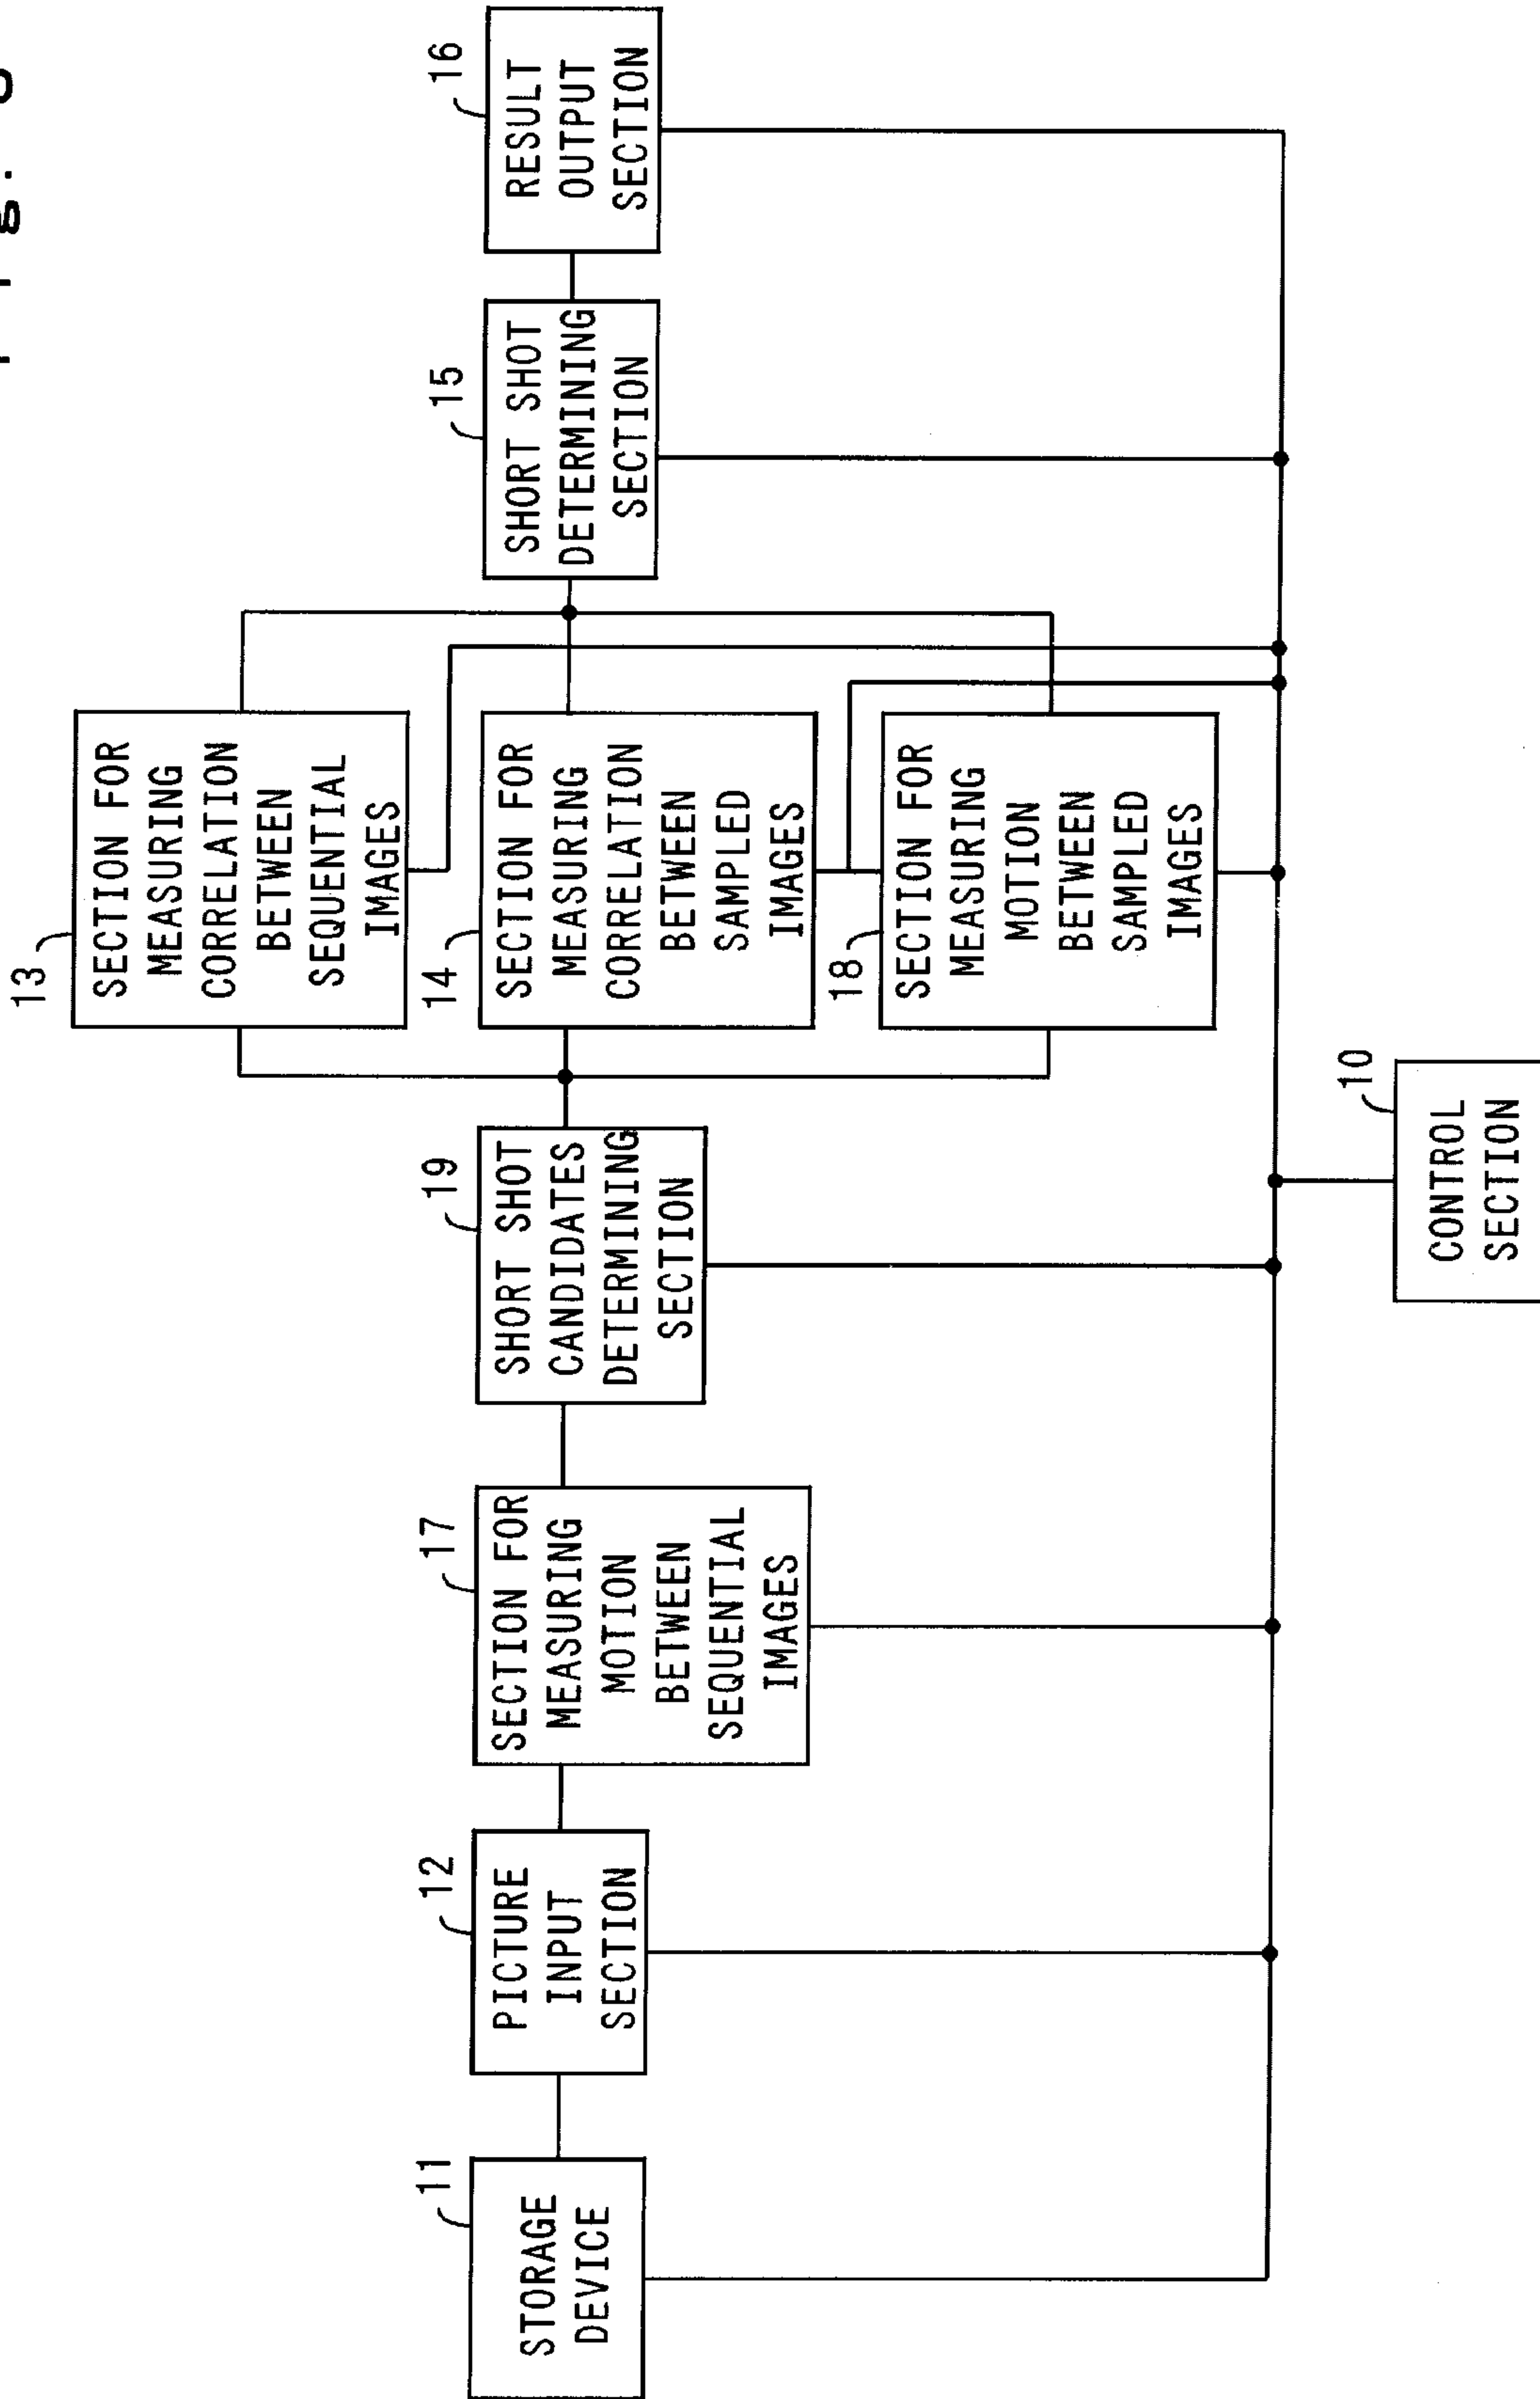 11
STORAGE
DEVICE
12
PICTURE
INPUT
SECTION
17
SECTION FOR
MEASURING
MOTION
BETWEEN
SEQUENTIAL
IMAGES
19
SHORT SHOT
CANDIDATES
DETERMINING
SECTION
13
SECTION FOR
MEASURING
CORRELATION
BETWEEN
SEQUENTIAL
IMAGES
14
SECTION FOR
MEASURING
CORRELATION
BETWEEN
SAMPLED
IMAGES
18
SECTION FOR
MEASURING
MOTION
BETWEEN
SAMPLED
IMAGES
15
SHORT SHOT
DETERMINING
SECTION
16
RESULT
OUTPUT
SECTION
10
CONTROL
SECTION